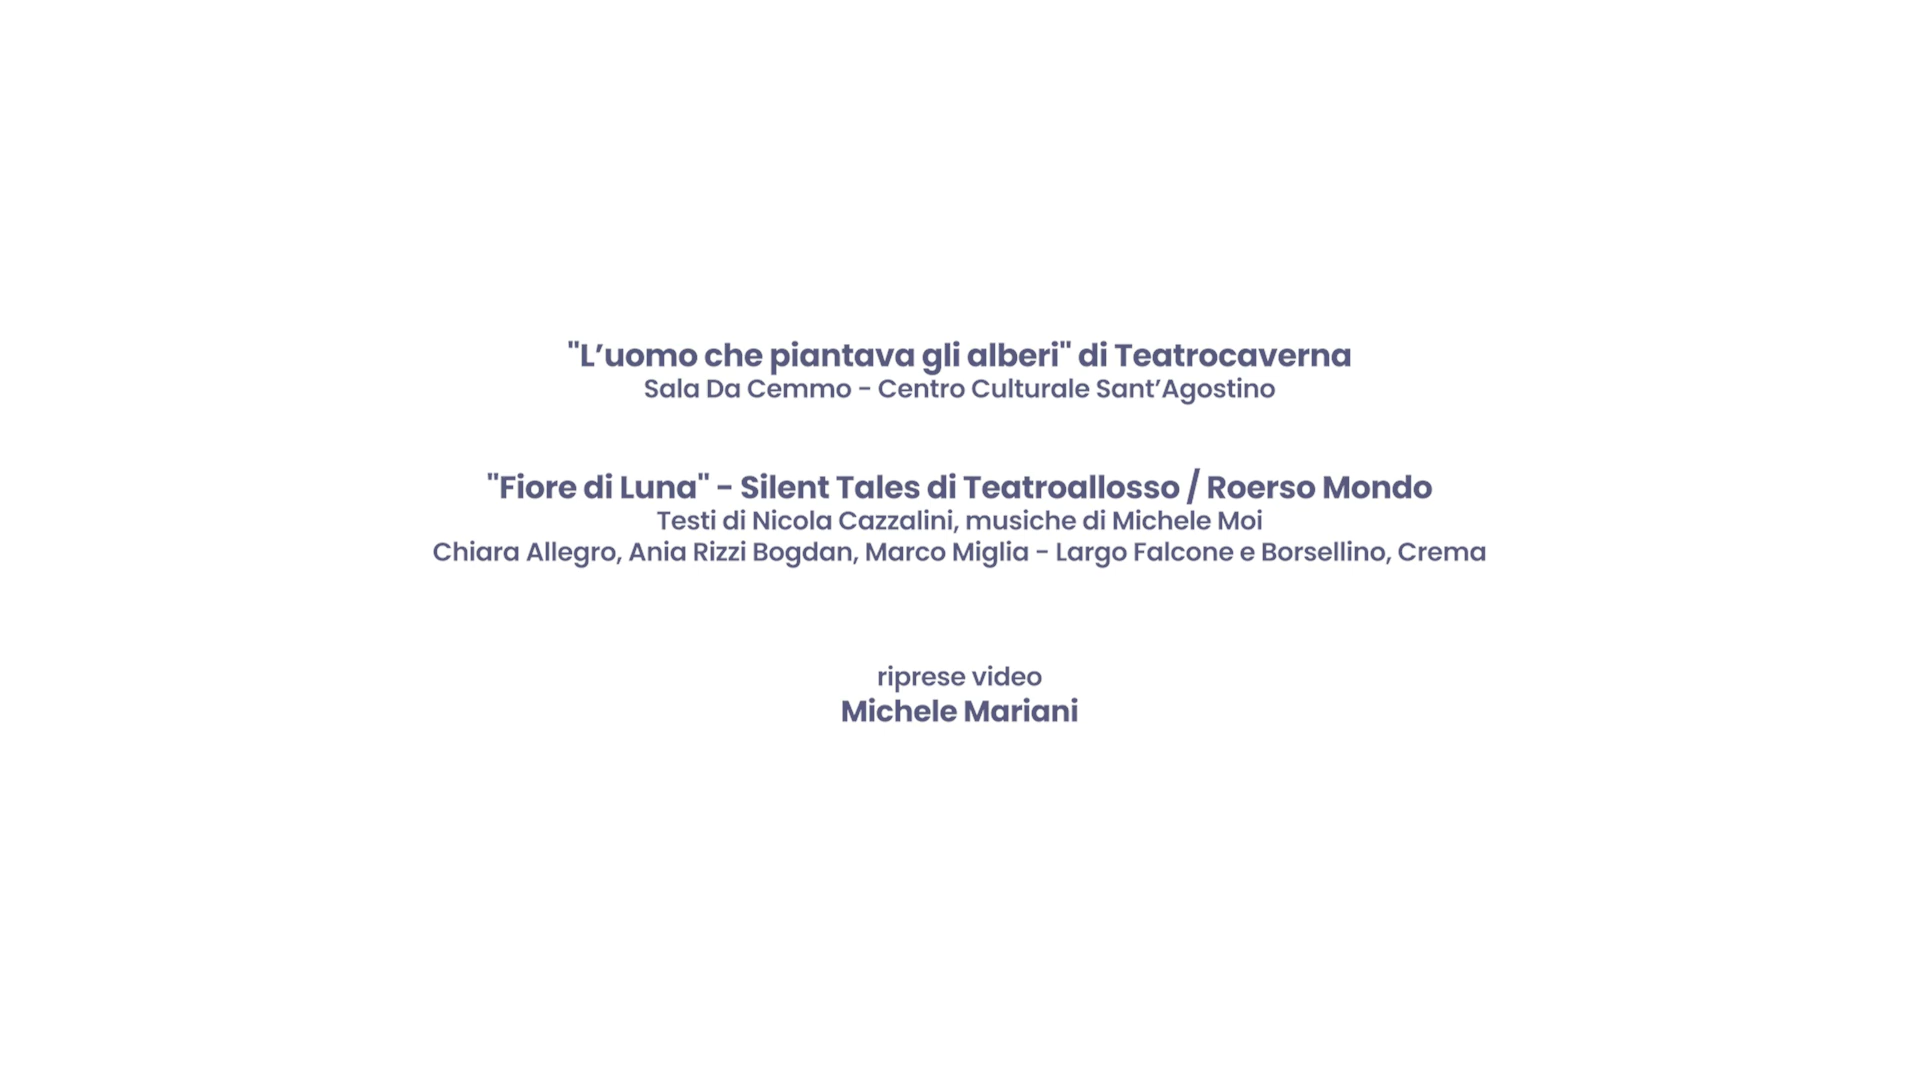 "L’uomo che piantava gli alberi" di Teatrocaverna
Sala Da Cemmo - Centro Culturale Sant’Agostino
"Fiore di Luna" - Silent Tales di Teatroallosso / Roerso Mondo
Testi di Nicola Cazzalini, musiche di Michele Moi
Chiara Allegro, Ania Rizzi Bogdan, Marco Miglia - Largo Falcone e Borsellino, Crema
riprese video
Michele Mariani